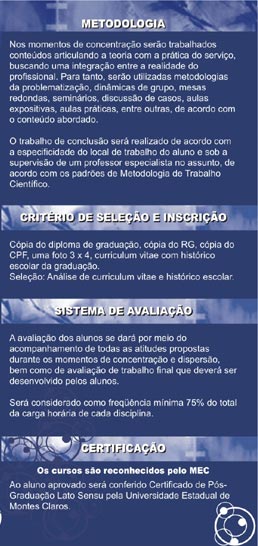 METODOLOGIA
Nos momentos de concentração serão trabalhados
conteúdos articulando a teoria com a prática do serviço,
buscando uma integração entre a realidade do
profissional. Para tanto, serão utilizadas metodologias
da problematização, dinâmicas de grupo, mesas
redondas, seminários, discussão de casos, aulas
expositivas, aulas práticas, entre outras, de acordo com
o conteúdo abordado.
O trabalho de conclusão será realizado de acordo com
a especificidade do local de trabalho do aluno e sob a
supervisão de um professor especialista no assunto, de
acordo com os padrões de Metodologia de Trabalho
Científico.
CRITÉRIO DE SELEÇÃO E INSCRIÇÃO
Cópia do diploma de graduação, cópia do RG, cópia do
CPF, uma foto 3 x 4, curriculum vitae com histórico
escolar da graduação.
Seleção: Análise de curriculum vitae e histórico escolar.
SISTEMA DE AVALIAÇÃO
A avaliação dos alunos se dará por meio do
acompanhamento de todas as atitudes propostas
durante os momentos de concentração e dispersão,
bem como de avaliação de trabalho final que deverá ser
desenvolvido pelos alunos.
Será considerado como freqüência mínima 75% do total
da carga horária de cada disciplina.
CERTIFICAÇÃO
Os cursos são reconhecidos pelo MEC
Ao aluno aprovado será conferido Certificado de Pós-
Graduação Lato Sensu pela Universidade Estadual de
Montes Claros.